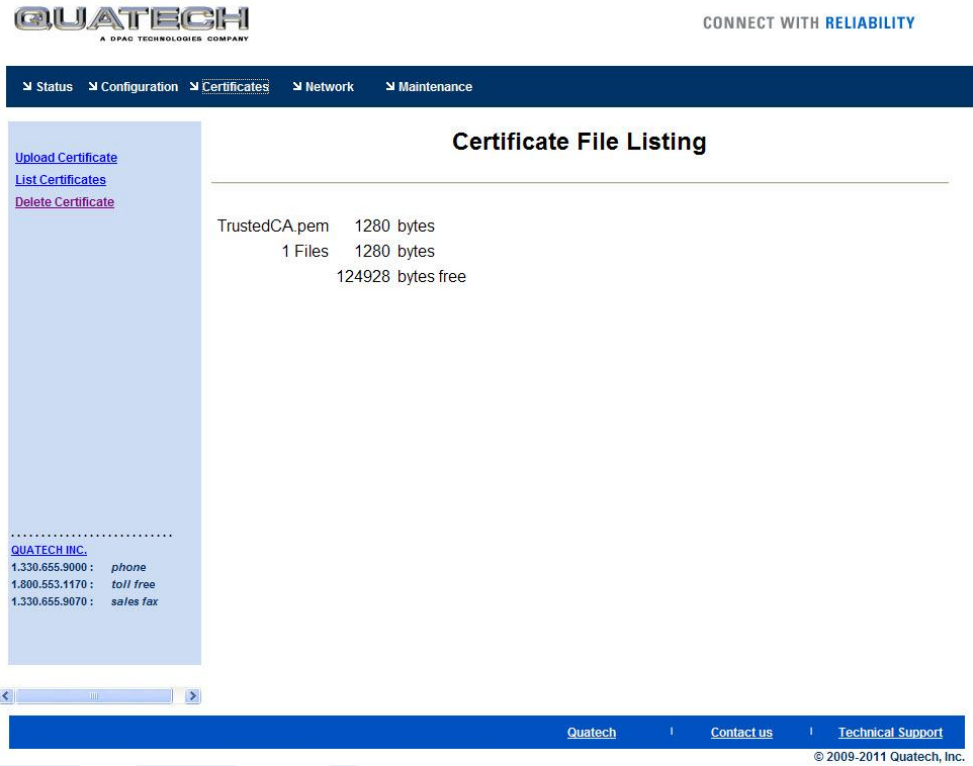 QUATECH
A DPAC TECHNOLOGIES COMPANY
CONNECT WITH RELIABILITY
Status Configuration Certificates Network Maintenance
Certificate File Listing
Upload Certificate
List Certificates
Delete Certificate
TrustedCA.pem 1280 bytes
1 Files 1280 bytes
124928 bytes free
QUATECH INC.
1.330.655.9000 : phone
1.800.553.1170 : toll free
1.330.655.9070 : sales fax
Quatech | Contact us | Technical Support
© 2009-2011 Quatech, Inc.